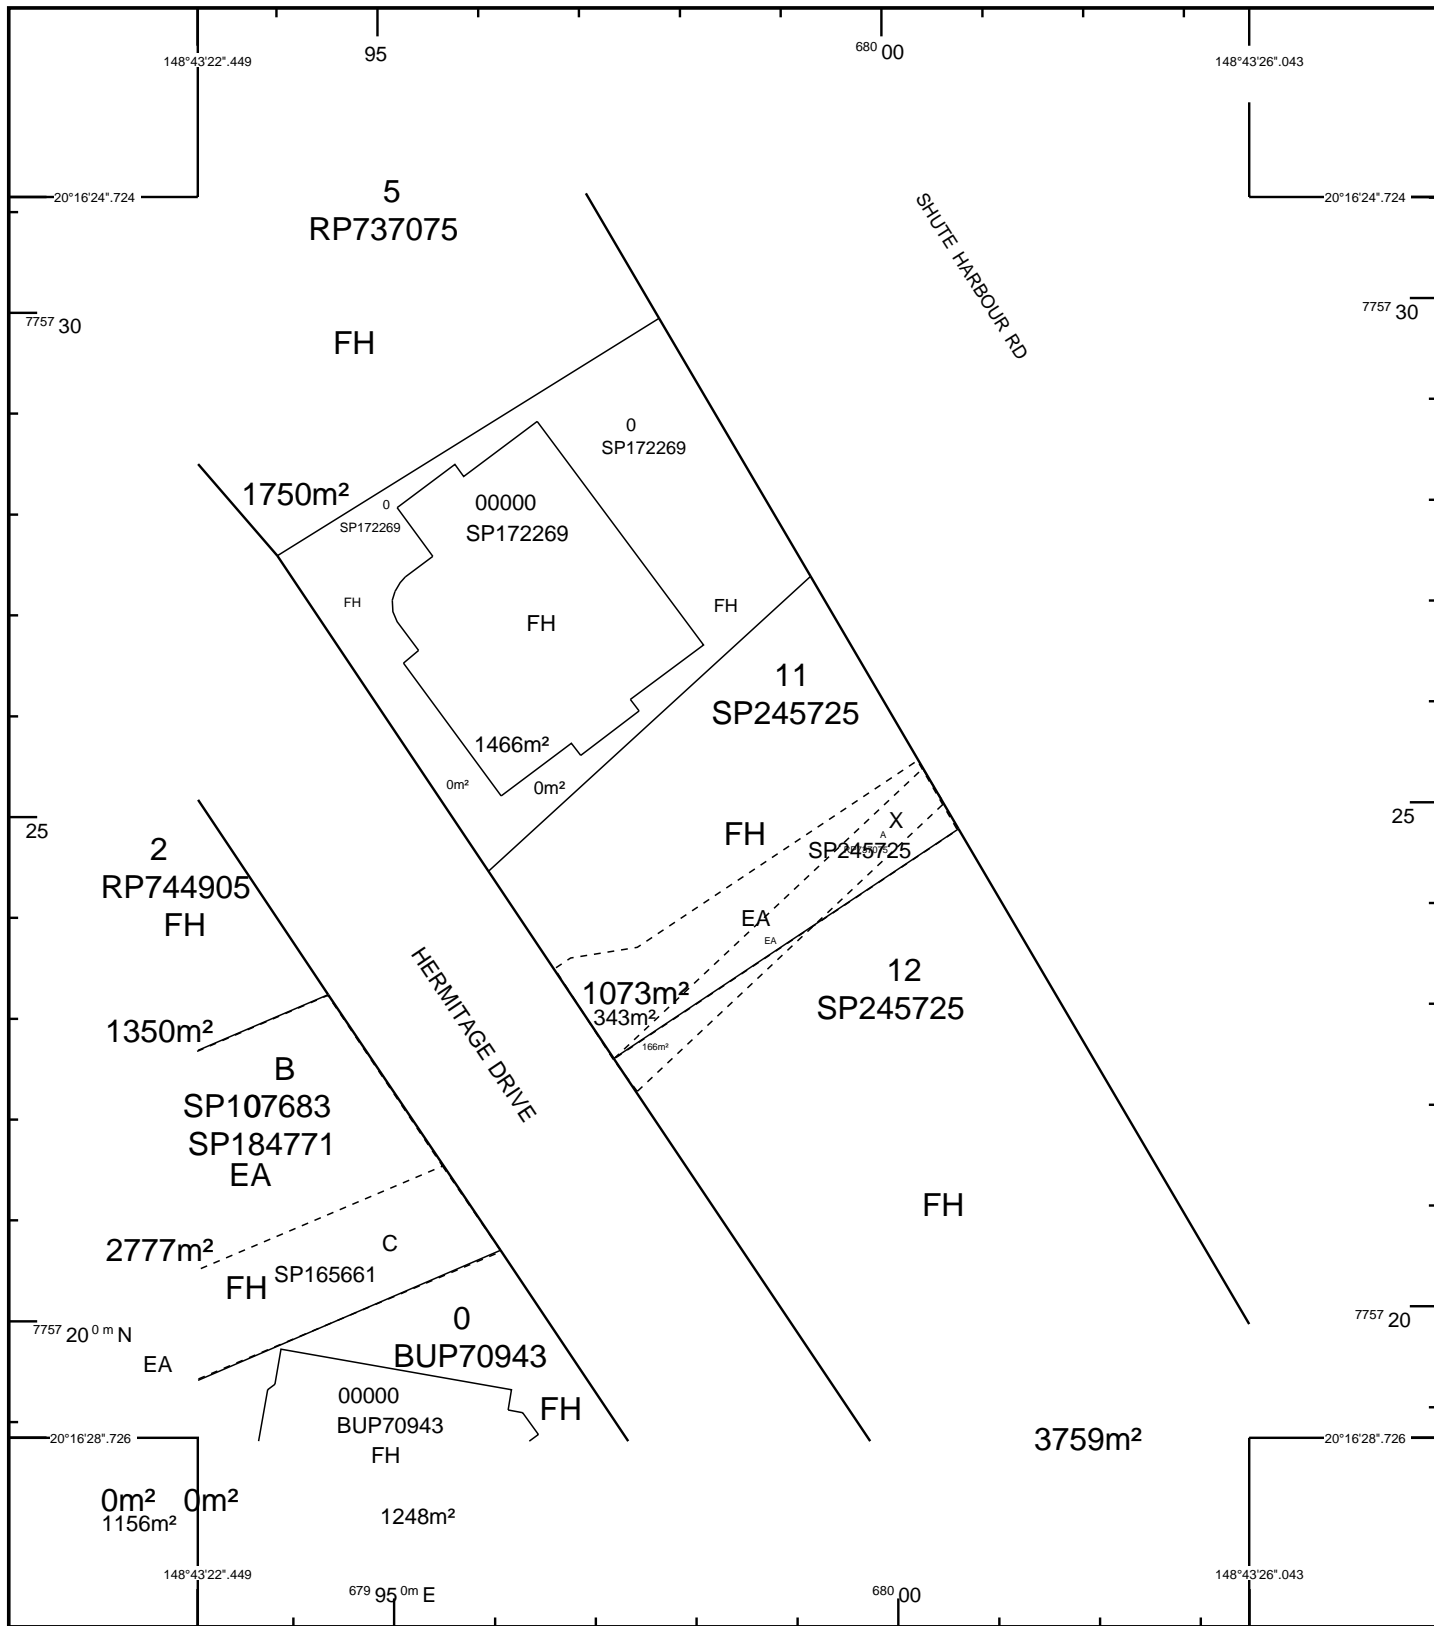 95
680 00
148°43'22".449
148°43'26".043
20°16'24".724
20°16'24".724
5
RP737075
SHUTE HARBOUR RD
7757 30
7757 30
FH
0
SP172269
1750m²
0
SP172269
00000
SP172269
FH
FH
FH
11
SP245725
1466m²
0m²
0m²
25
25
FH
X
A
SP245725
2
RP744905
FH
EA
EA
HERMITAGE DRIVE
12
SP245725
1073m²
343m²
166m²
1350m²
B
SP107683
SP184771
EA
FH
C
2777m²
SP165661
FH
0
BUP70943
7757 20 0 m N
7757 20
EA
00000
BUP70943
FH
FH
20°16'28".726
3759m²
20°16'28".726
0m² 0m²
1156m²
1248m²
148°43'22".449
148°43'26".043
679 95 0m E
680 00